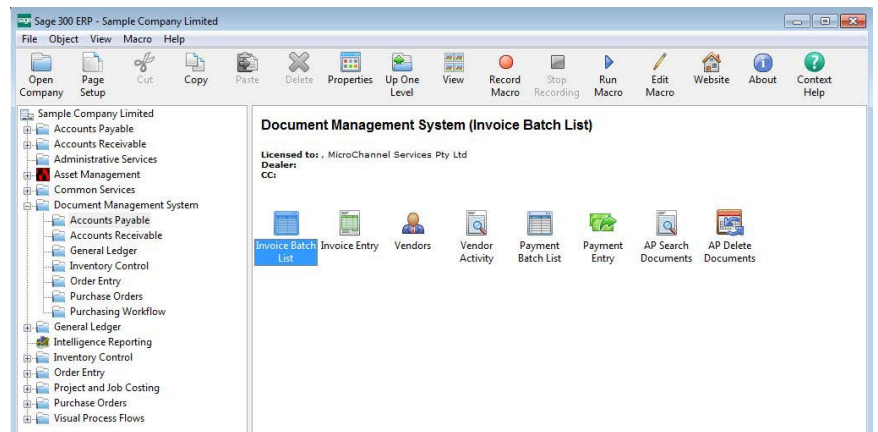 sage Sage 300 ERP - Sample Company Limited
File Object View Macro Help
Open Company
Page Setup
Cut
Copy
Paste
Delete
Properties
Up One Level
View
Record Macro
Stop Recording
Run Macro
Edit Macro
Website
About
Context Help
Sample Company Limited
Accounts Payable
Accounts Receivable
Administrative Services
Asset Management
Common Services
Document Management System
Accounts Payable
Accounts Receivable
General Ledger
Inventory Control
Order Entry
Purchase Orders
Purchasing Workflow
General Ledger
Intelligence Reporting
Inventory Control
Order Entry
Project and Job Costing
Purchase Orders
Visual Process Flows
Document Management System (Invoice Batch List)
Licensed to: , MicroChannel Services Pty Ltd
Dealer:
CC:
Invoice Batch List
Invoice Entry
Vendors
Vendor Activity
Payment Batch List
Payment Entry
AP Search Documents
AP Delete Documents